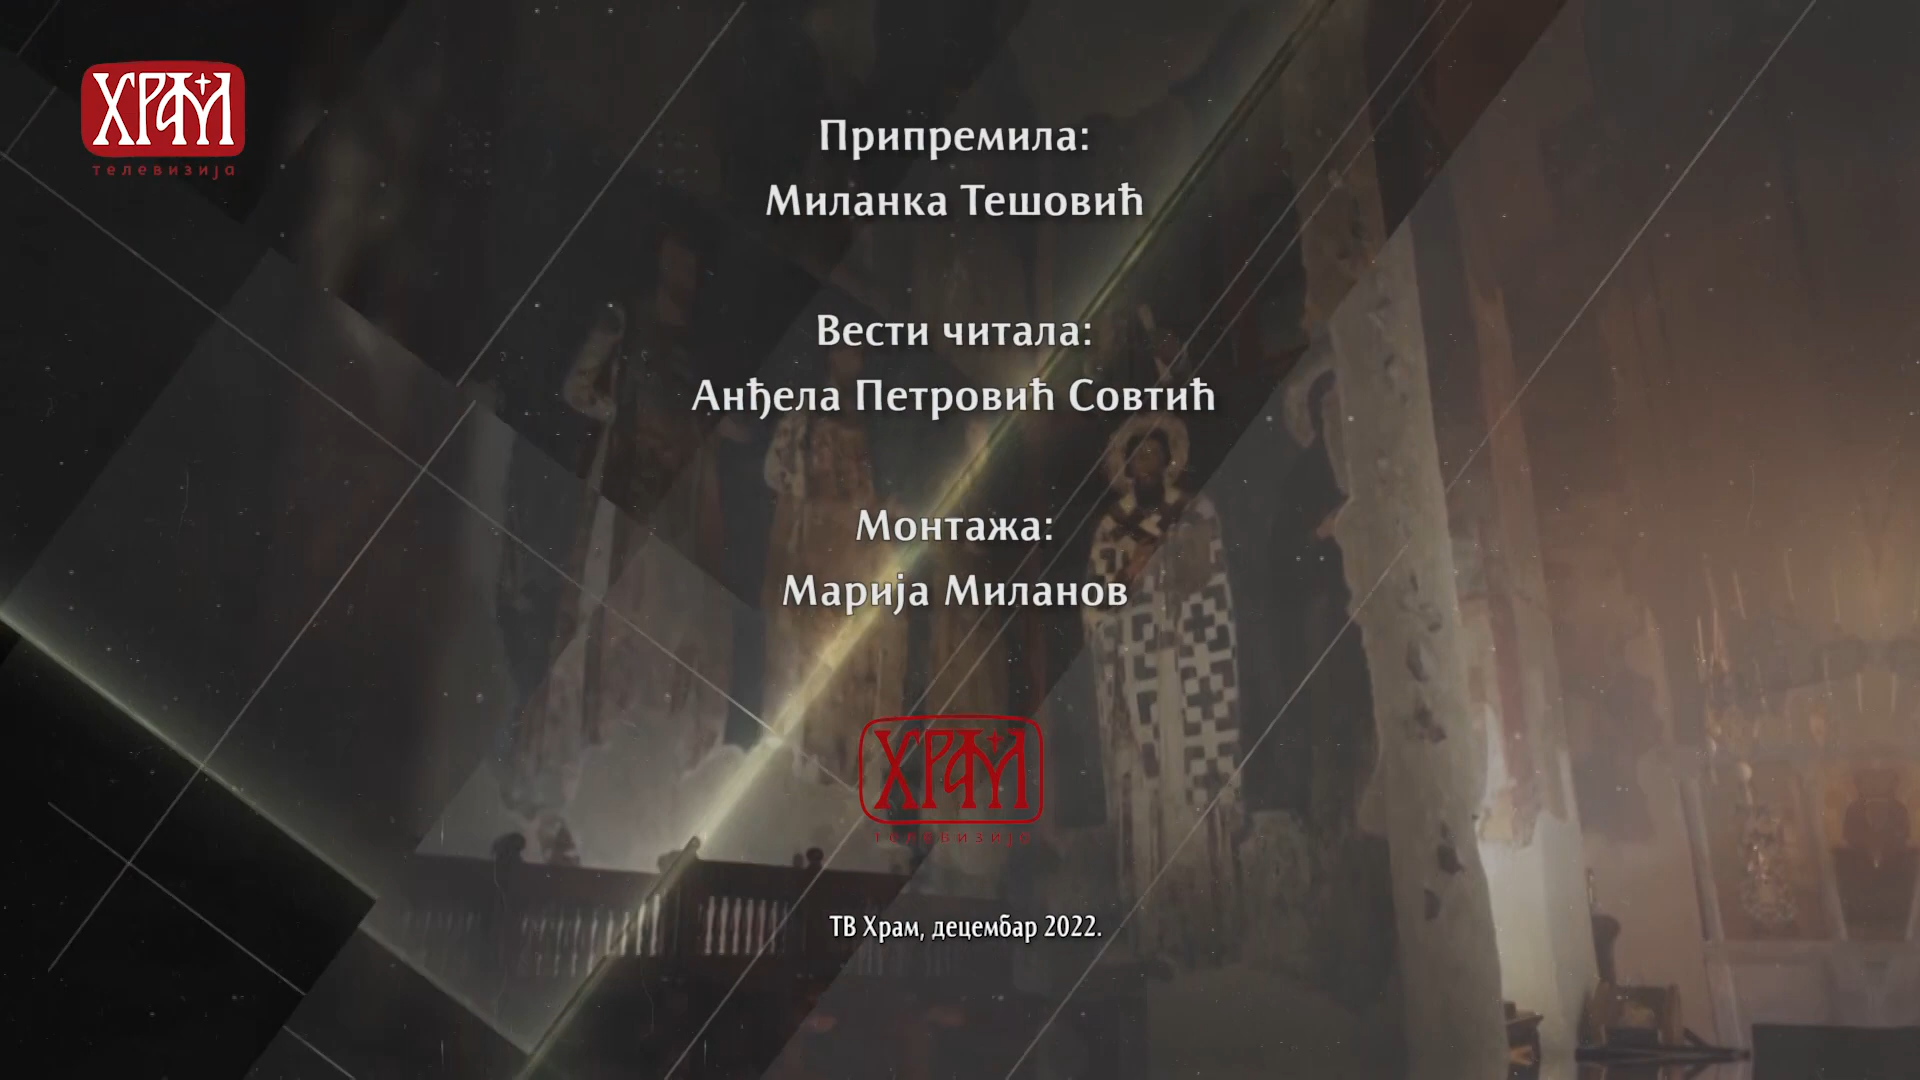 ХРАМ
телевизија
Припремила:
Миланка Тешовић
Вести читала:
Анђела Петровић Совтић
Монтажа:
Марија Миланов
ХРАМ
телевизија
ТВ Храм, децембар 2022.